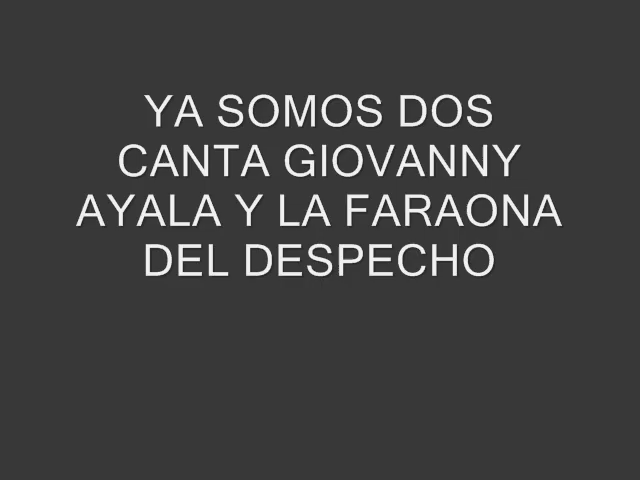 YA SOMOS DOS
CANTA GIOVANNY
AYALA Y LA FARAONA
DEL DESPECHO